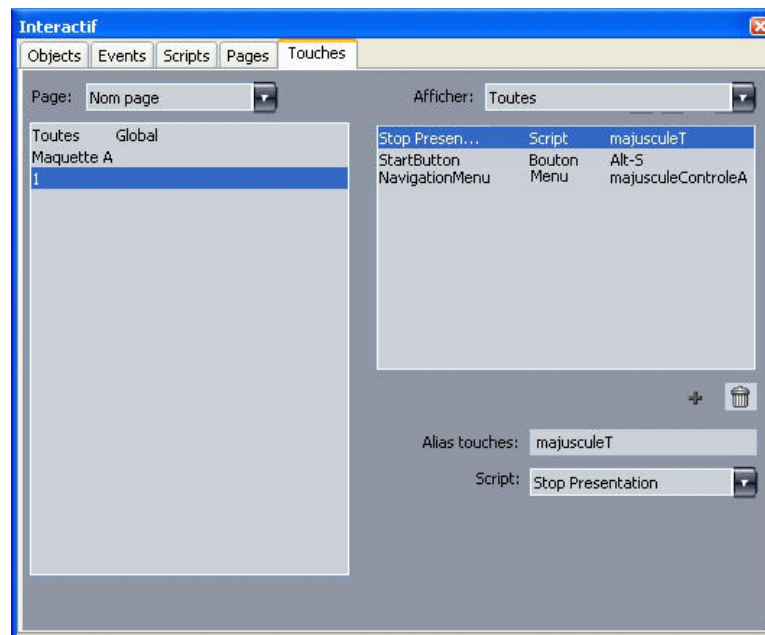 Interactif
Objects Events Scripts Pages Touches
Page: Nom page
Afficher: Toutes
Toutes Global
Maquette A
1
Stop Presen... Script majusculeT
StartButton Bouton Alt-S
NavigationMenu Menu majusculeControleA
Alias touches: majusculeT
Script: Stop Presentation